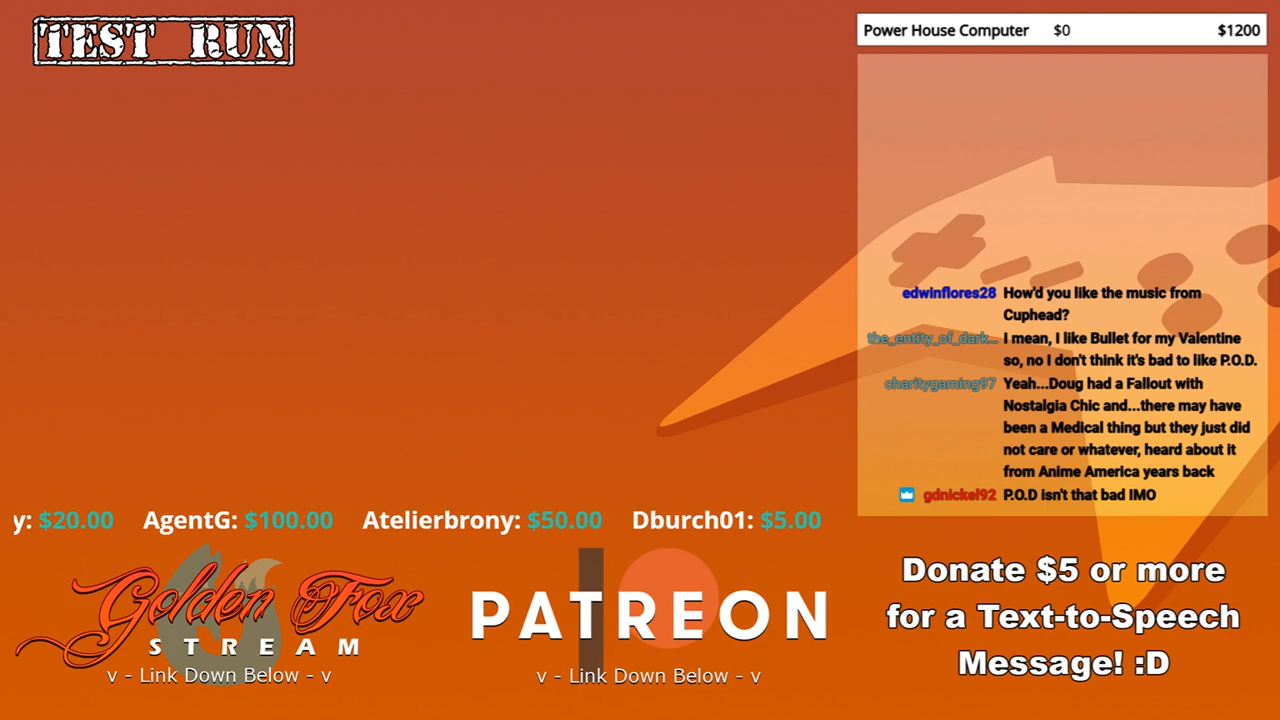 TEST RUN
Power House Computer $0 $1200
edwinflores28 How'd you like the music from
Cuphead?
the_entity_of_dark... I mean, I like Bullet for my Valentine
so, no I don't think it's bad to like P.O.D.
charitygaming97 Yeah...Doug had a Fallout with
Nostalgia Chic and...there may have
been a Medical thing but they just did
not care or whatever, heard about it
from Anime America years back
gdnickel92 P.O.D isn't that bad IMO
y: $20.00 AgentG: $100.00 Atelierbrony: $50.00 Dburch01: $5.00
Golden Fox
STREAM
v - Link Down Below - v
PATREON
v - Link Down Below - v
Donate $5 or more
for a Text-to-Speech
Message! :D